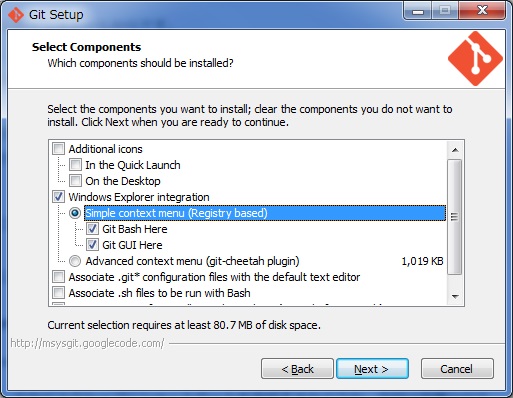 Git Setup
Select Components
Which components should be installed?
Select the components you want to install; clear the components you do not want to
install. Click Next when you are ready to continue.
Additional icons
In the Quick Launch
On the Desktop
Windows Explorer integration
Simple context menu (Registry based)
Git Bash Here
Git GUI Here
Advanced context menu (git-cheetah plugin) 1,019 KB
Associate .git* configuration files with the default text editor
Associate .sh files to be run with Bash
Current selection requires at least 80.7 MB of disk space.
http://msysgit.googlecode.com/
< Back Next > Cancel